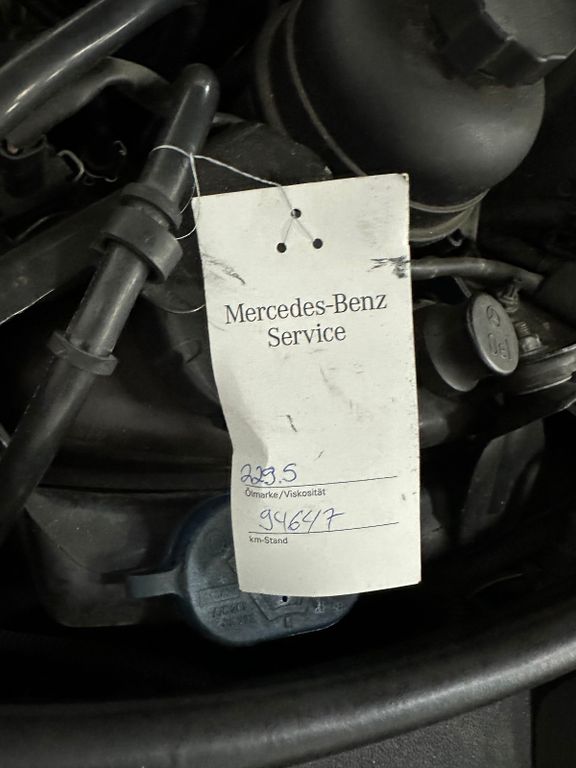 Mercedes-Benz
Service
229.5
Ölmarke/Viskosität
94647
km-Stand